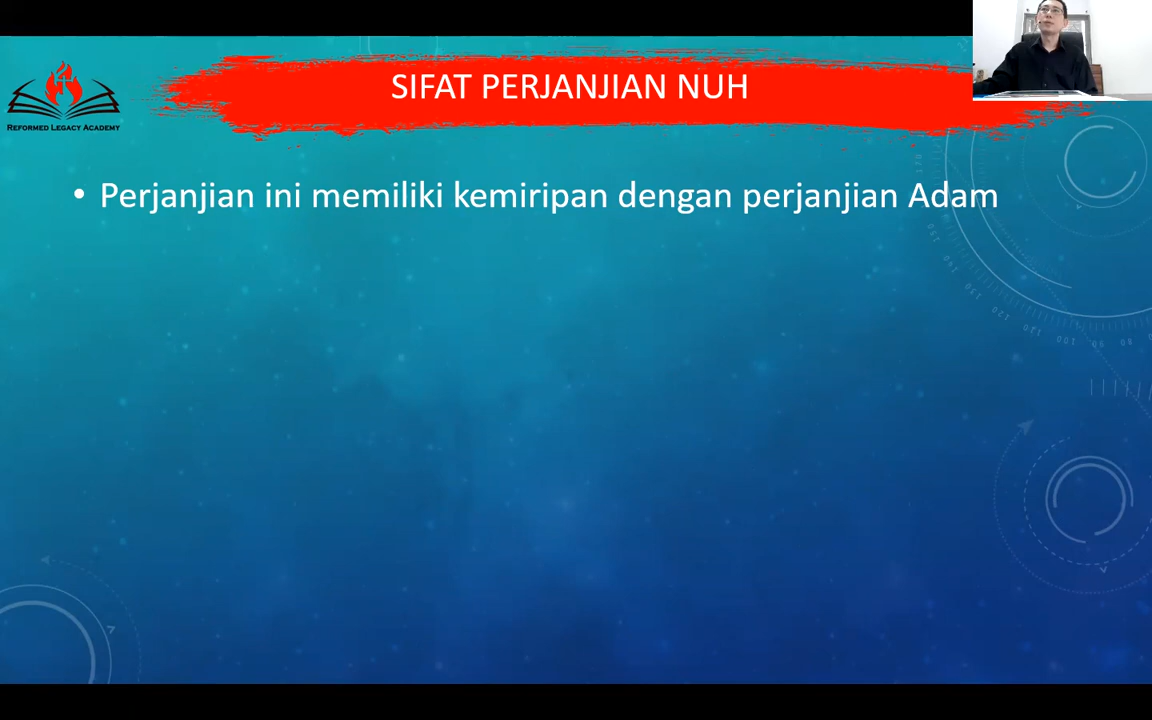 SIFAT PERJANJIAN NUH
REFORMED LEGACY ACADEMY
• Perjanjian ini memiliki kemiripan dengan perjanjian Adam